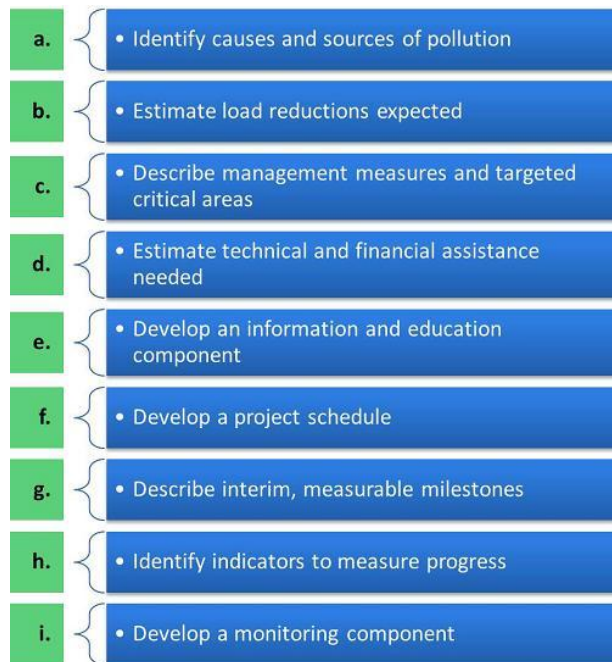 a.
• Identify causes and sources of pollution
b.
• Estimate load reductions expected
c.
• Describe management measures and targeted
critical areas
d.
• Estimate technical and financial assistance
needed
e.
• Develop an information and education
component
f.
• Develop a project schedule
g.
• Describe interim, measurable milestones
h.
• Identify indicators to measure progress
i.
• Develop a monitoring component